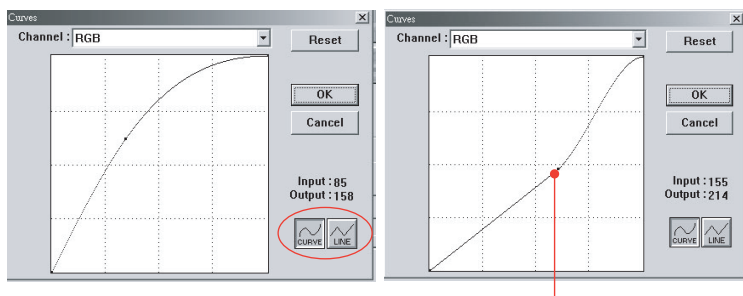 Curves
Channel : RGB
Reset
OK
Cancel
Input : 85
Output : 158
CURVE
LINE
Curves
Channel : RGB
Reset
OK
Cancel
Input : 155
Output : 214
CURVE
LINE